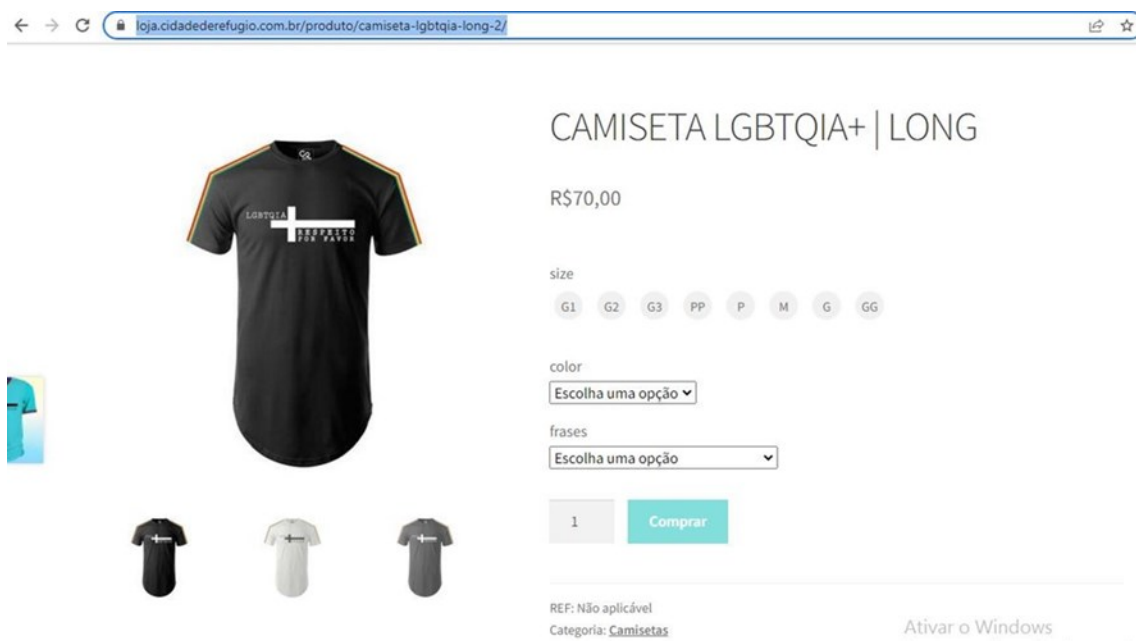 loja.cidadederefugio.com.br/produto/camiseta-lgbtqia-long-2/
CAMISETA LGBTQIA+ | LONG
R$70,00
LGBTQIA
RESPEITO
POR FAVOR
size
G1 G2 G3 PP P M G GG
color
Escolha uma opção
frases
Escolha uma opção
1 Comprar
REF: Não aplicável
Categoria: Camisetas
Ativar o Windows